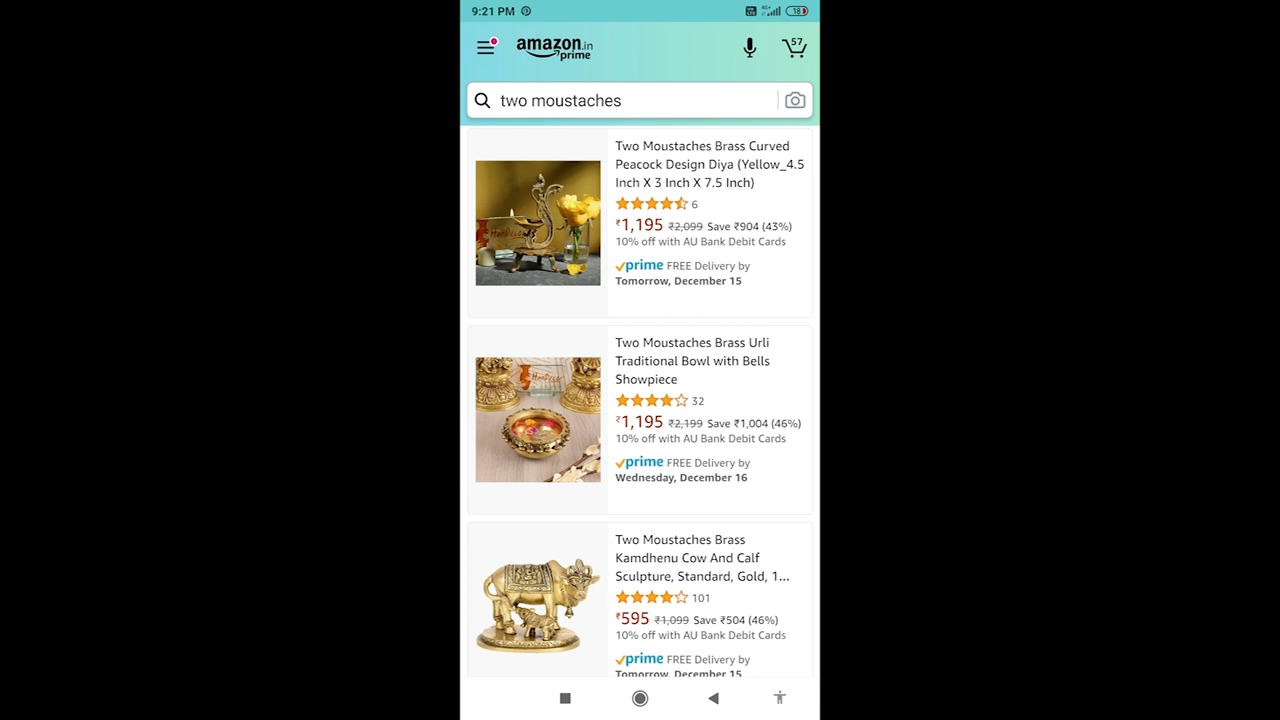 9:21 PM
4G+
18
57
amazon.in
prime
two moustaches
Two Moustaches Brass Curved
Peacock Design Diya (Yellow_4.5
Inch X 3 Inch X 7.5 Inch)
6
₹1,195 ₹2,099 Save ₹904 (43%)
10% off with AU Bank Debit Cards
prime FREE Delivery by
Tomorrow, December 15
Two Moustaches Brass Urli
Traditional Bowl with Bells
Showpiece
32
₹1,195 ₹2,199 Save ₹1,004 (46%)
10% off with AU Bank Debit Cards
prime FREE Delivery by
Wednesday, December 16
Two Moustaches Brass
Kamdhenu Cow And Calf
Sculpture, Standard, Gold, 1...
101
₹595 ₹1,099 Save ₹504 (46%)
10% off with AU Bank Debit Cards
prime FREE Delivery by
Tomorrow, December 15